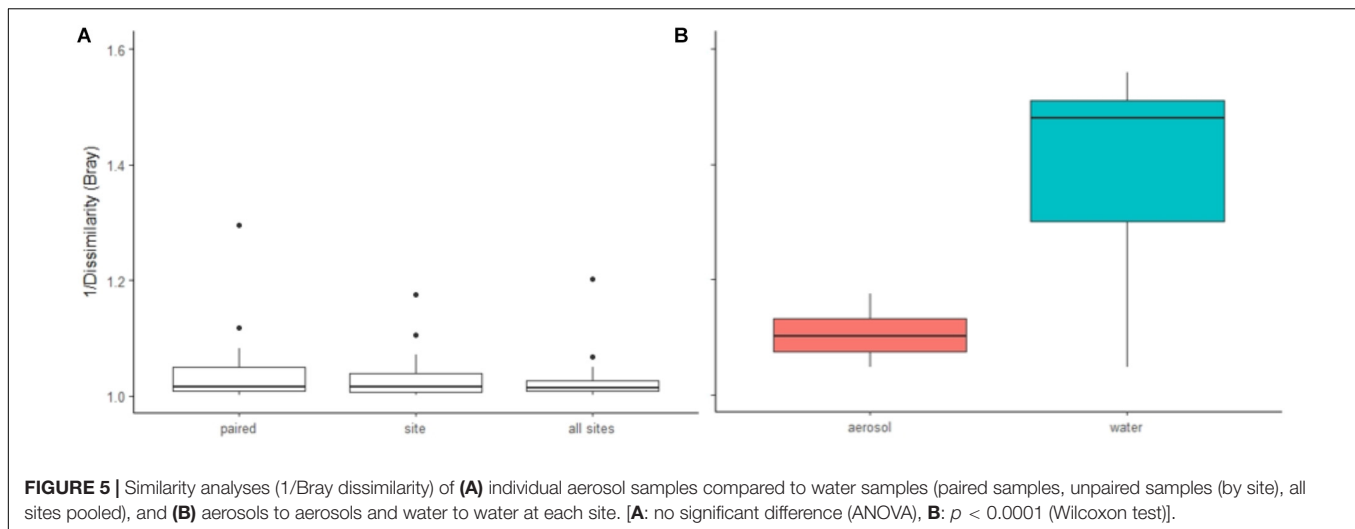 A
B
1/Dissimilarity (Bray)
1.6
1.4
1.2
1.0
paired
site
all sites
aerosol
water
FIGURE 5 | Similarity analyses (1/Bray dissimilarity) of (A) individual aerosol samples compared to water samples (paired samples, unpaired samples (by site), all
sites pooled), and (B) aerosols to aerosols and water to water at each site. [A: no significant difference (ANOVA), B: p < 0.0001 (Wilcoxon test)].